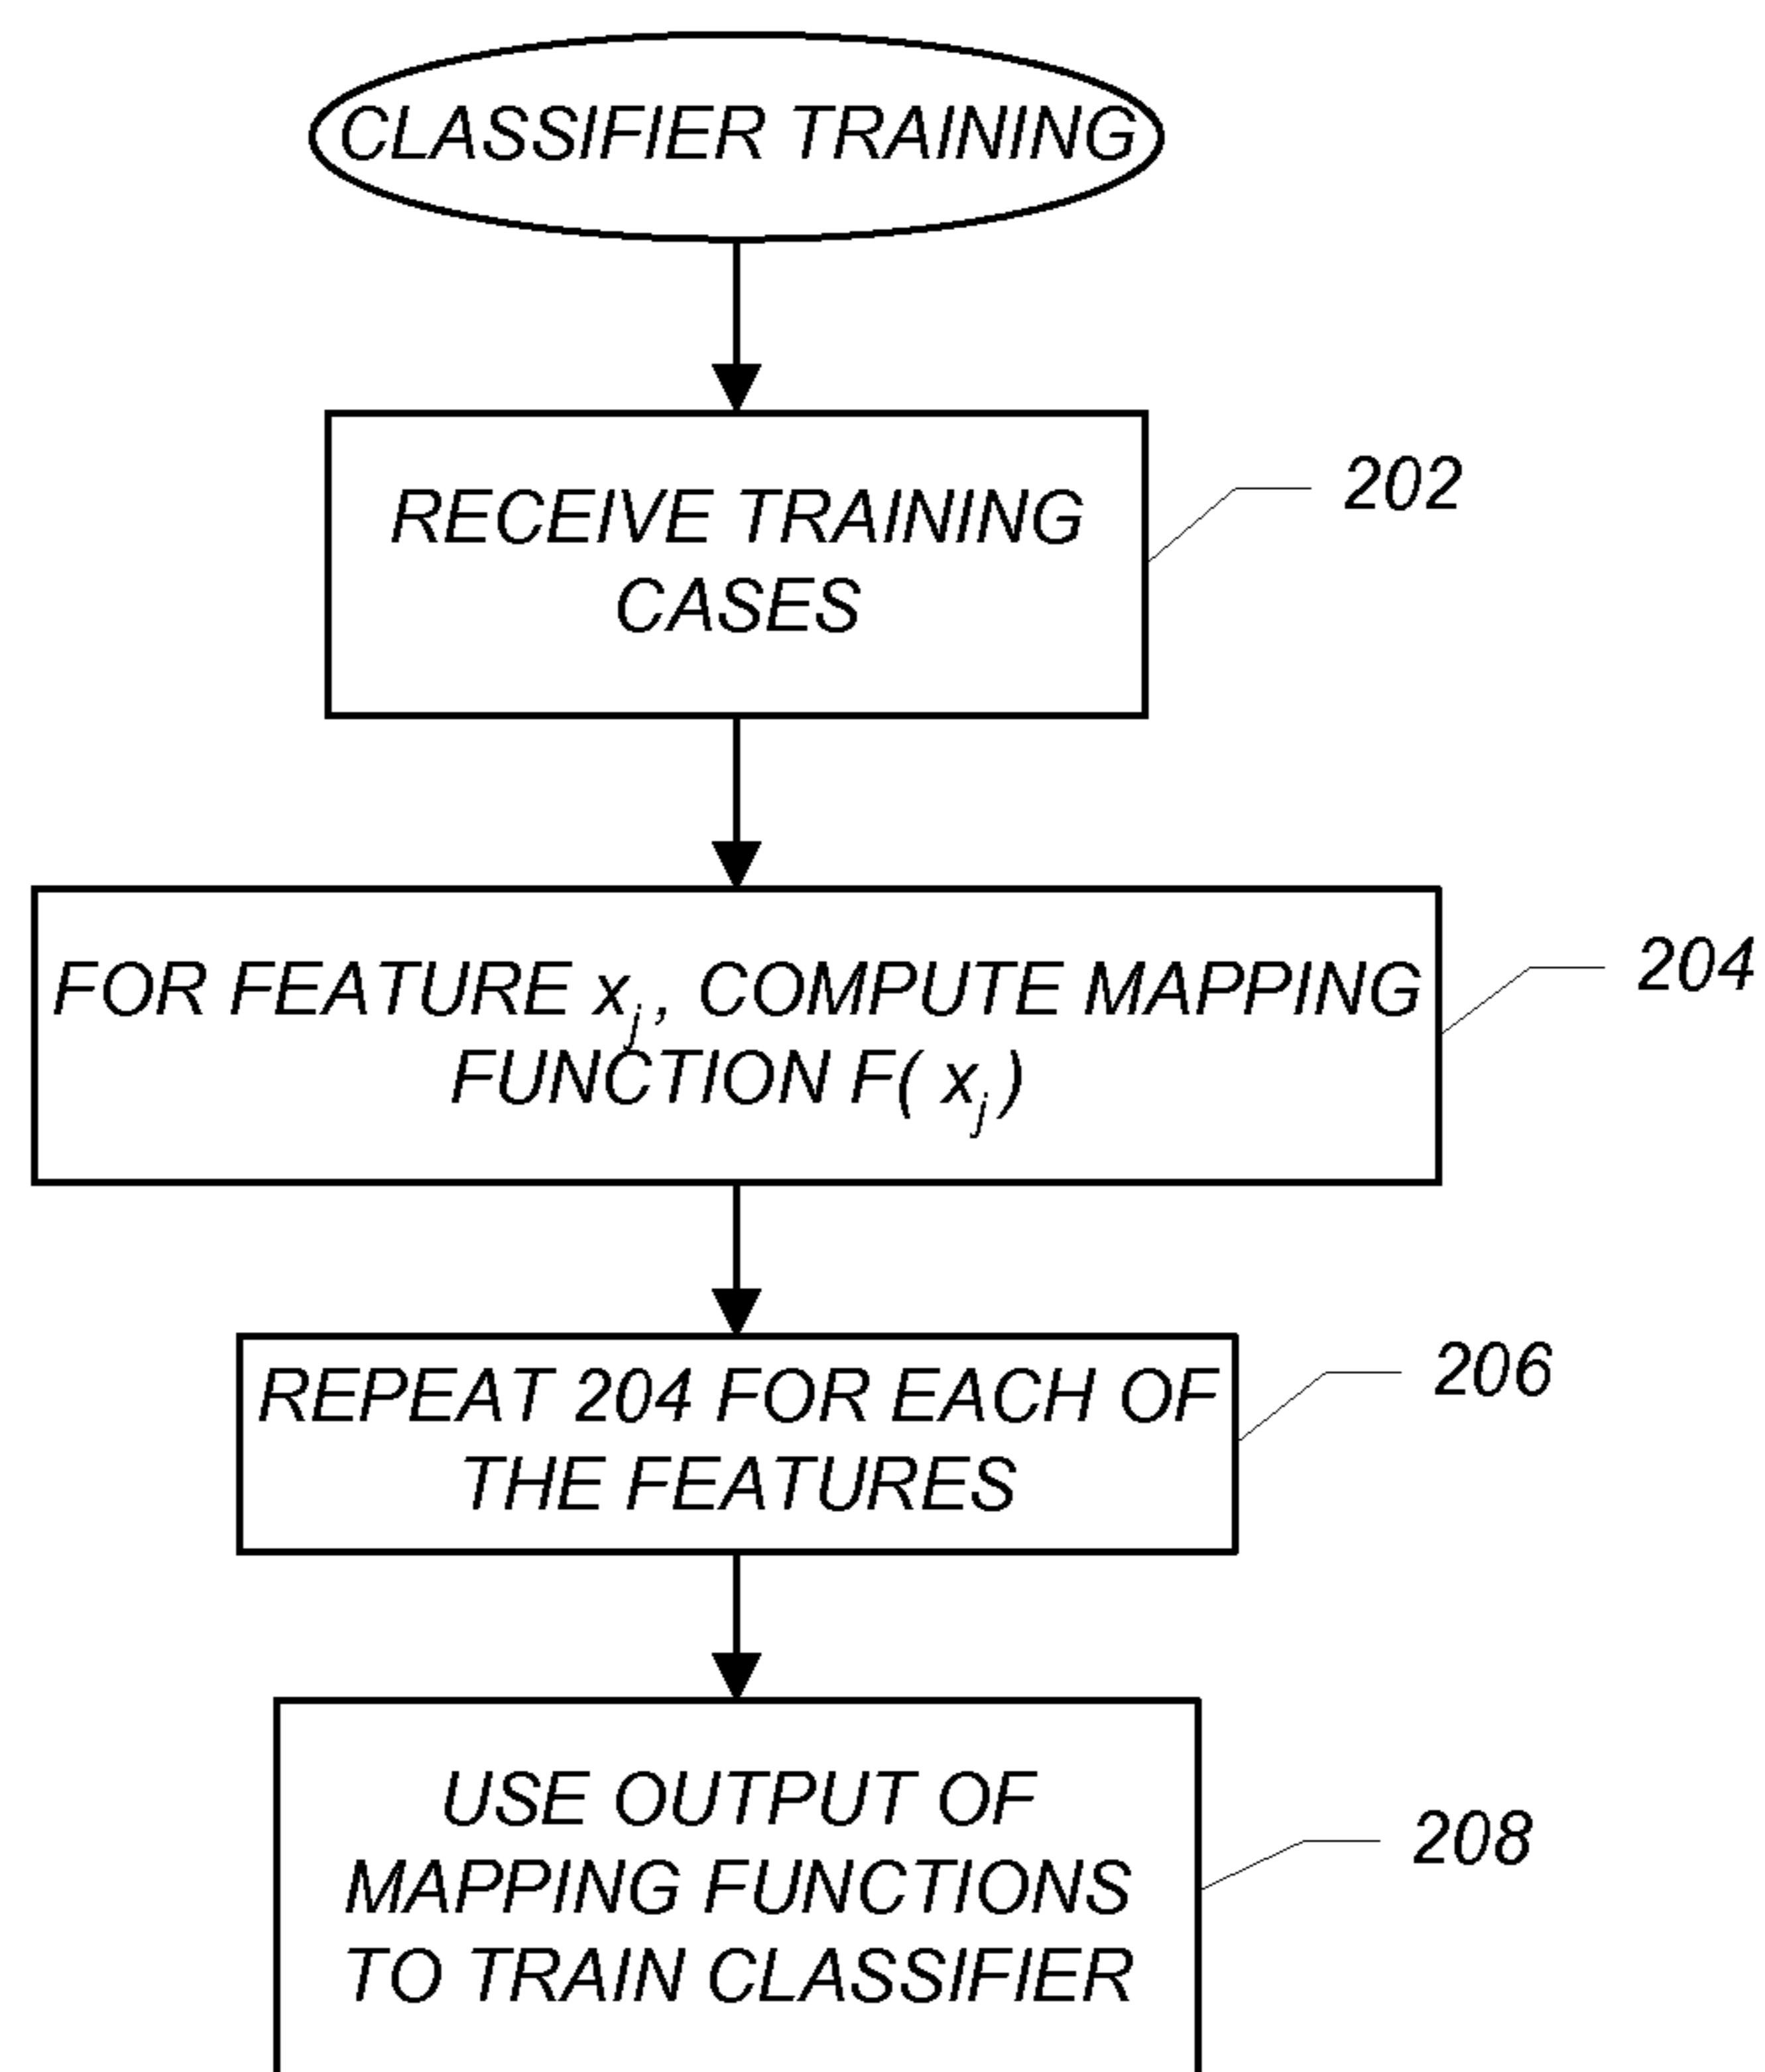 CLASSIFIER TRAINING
RECEIVE TRAINING
CASES
202
FOR FEATURE xj, COMPUTE MAPPING
FUNCTION F( xj )
204
REPEAT 204 FOR EACH OF
THE FEATURES
206
USE OUTPUT OF
MAPPING FUNCTIONS
TO TRAIN CLASSIFIER
208